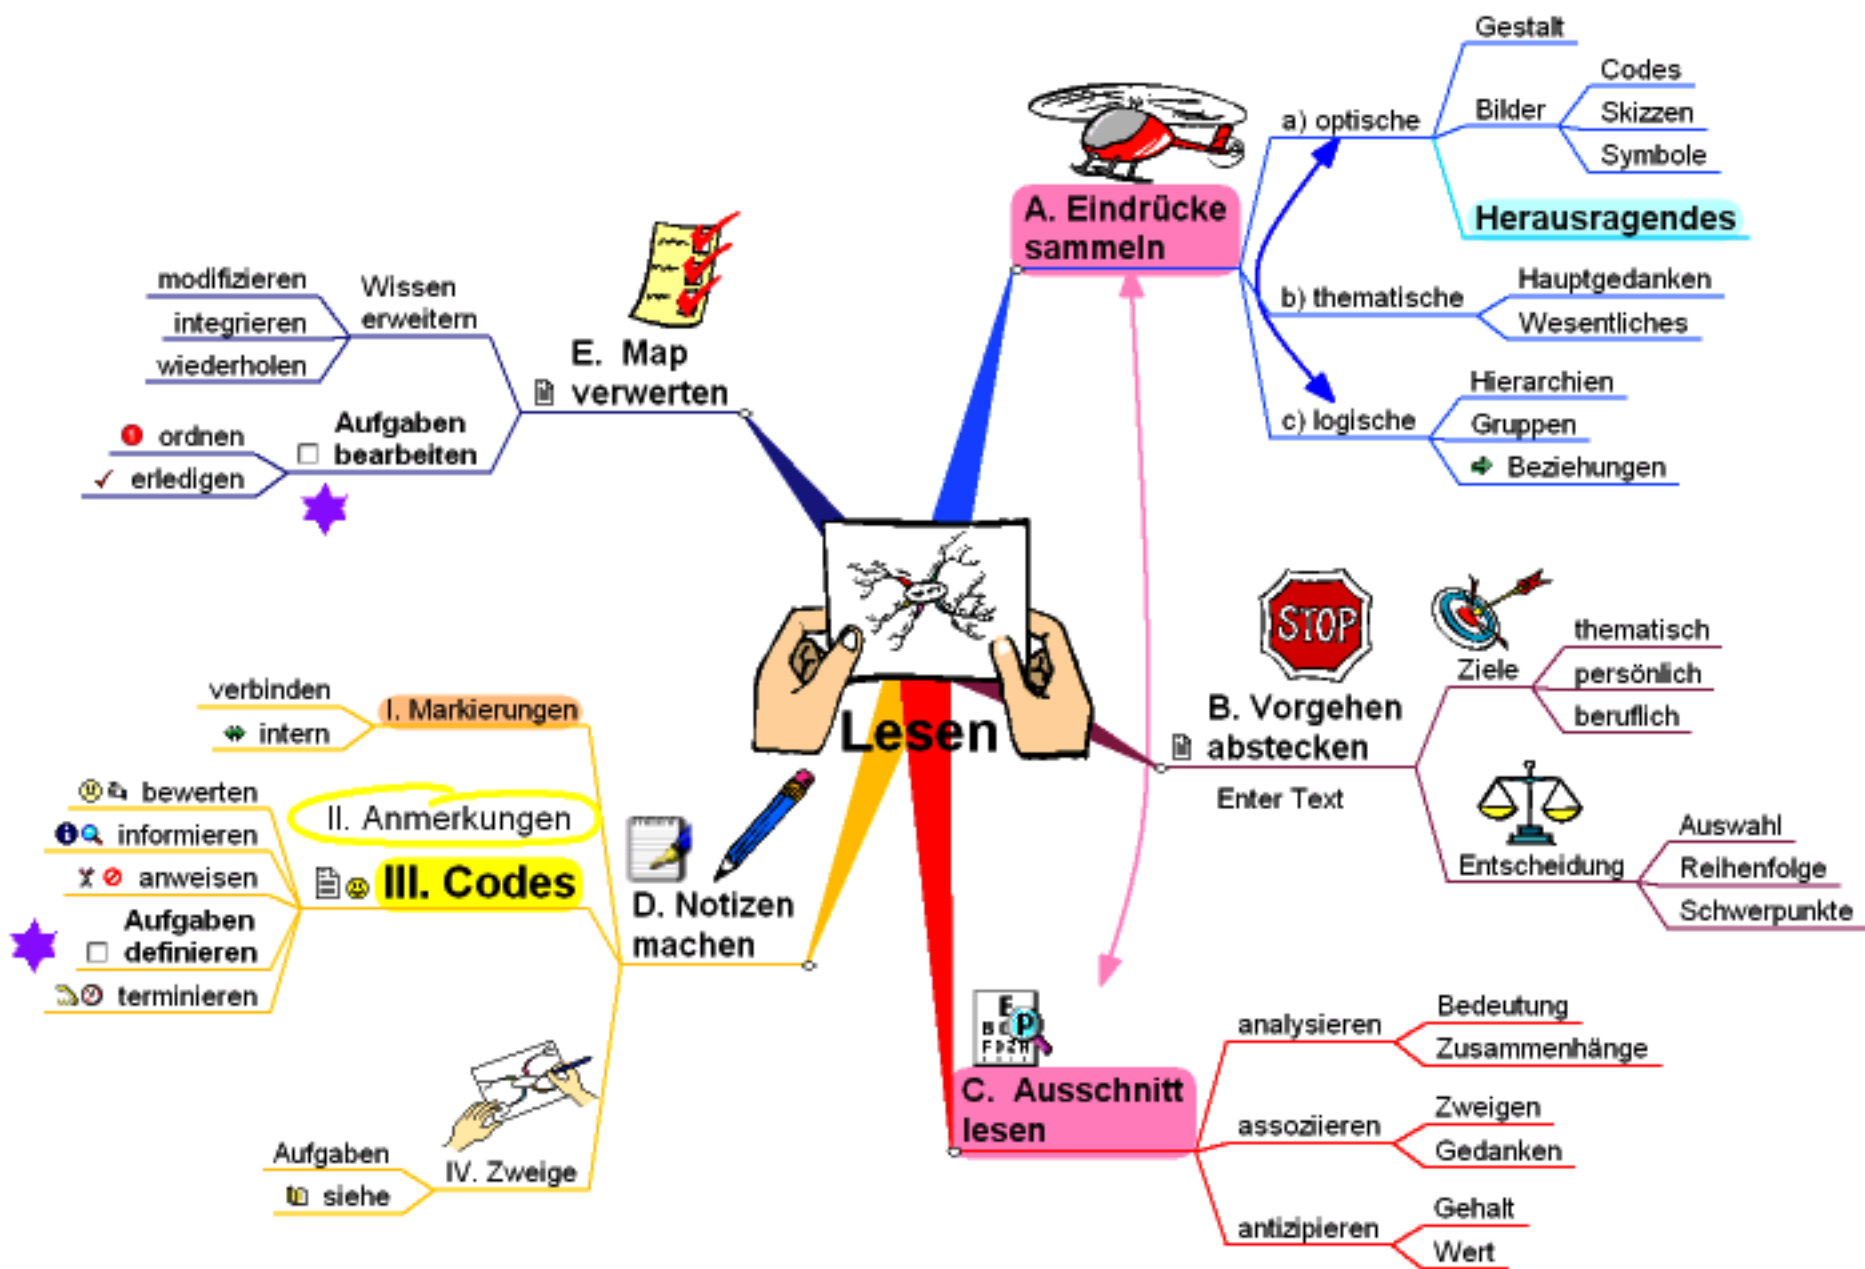 Lesen
A. Eindrücke
sammeln
a) optische
Gestalt
Bilder
Codes
Skizzen
Symbole
Herausragendes
b) thematische
Hauptgedanken
Wesentliches
c) logische
Hierarchien
Gruppen
Beziehungen
STOP
B. Vorgehen
abstecken
Enter Text
Ziele
thematisch
persönlich
beruflich
Entscheidung
Auswahl
Reihenfolge
Schwerpunkte
C. Ausschnitt
lesen
analysieren
Bedeutung
Zusammenhänge
assoziieren
Zweigen
Gedanken
antizipieren
Gehalt
Wert
D. Notizen
machen
I. Markierungen
verbinden
intern
II. Anmerkungen
III. Codes
bewerten
informieren
anweisen
Aufgaben
definieren
terminieren
IV. Zweige
Aufgaben
siehe
E. Map
verwerten
Wissen
erweitern
modifizieren
integrieren
wiederholen
Aufgaben
bearbeiten
1 ordnen
erledigen